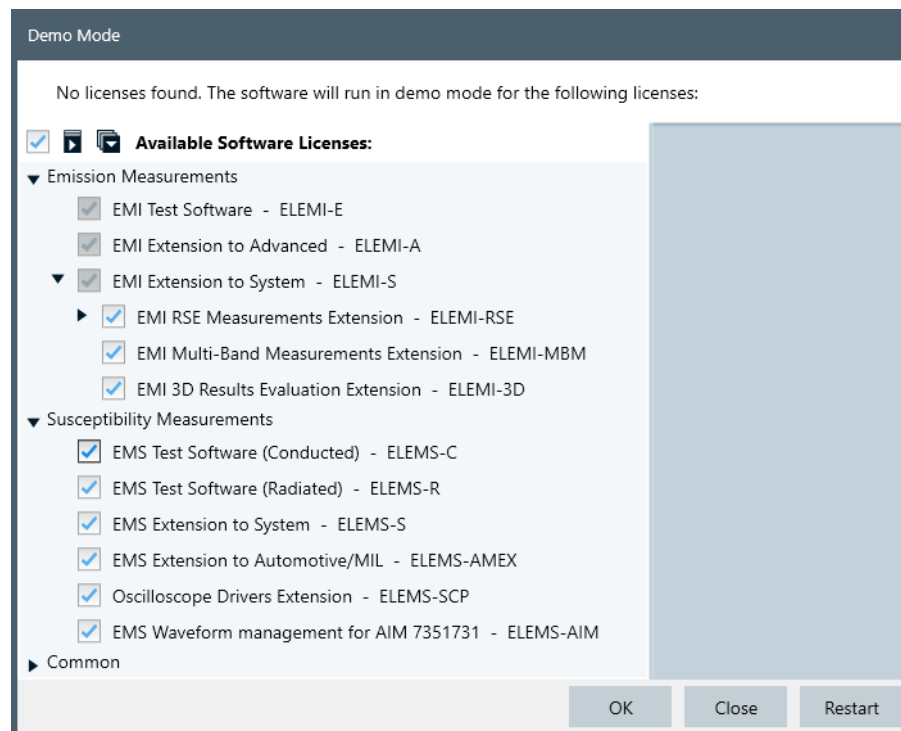 Demo Mode
No licenses found. The software will run in demo mode for the following licenses:
Available Software Licenses:
Emission Measurements
EMI Test Software - ELEMI-E
EMI Extension to Advanced - ELEMI-A
EMI Extension to System - ELEMI-S
EMI RSE Measurements Extension - ELEMI-RSE
EMI Multi-Band Measurements Extension - ELEMI-MBM
EMI 3D Results Evaluation Extension - ELEMI-3D
Susceptibility Measurements
EMS Test Software (Conducted) - ELEMS-C
EMS Test Software (Radiated) - ELEMS-R
EMS Extension to System - ELEMS-S
EMS Extension to Automotive/MIL - ELEMS-AMEX
Oscilloscope Drivers Extension - ELEMS-SCP
EMS Waveform management for AIM 7351731 - ELEMS-AIM
Common
OK Close Restart